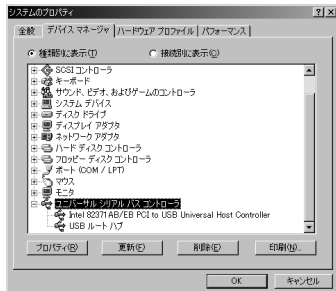 システムのプロパティ
全般 デバイス マネージャ ハードウェア プロファイル パフォーマンス
種類別に表示(T) 接続別に表示(C)
SCSI コントローラ
キーボード
サウンド、ビデオ、およびゲームのコントローラ
システム デバイス
ディスク ドライブ
ディスプレイ アダプタ
ネットワーク アダプタ
ハード ディスク コントローラ
フロッピー ディスク コントローラ
ポート (COM / LPT)
マウス
モニタ
ユニバーサル シリアル バス コントローラ
Intel 82371AB/EB PCI to USB Universal Host Controller
USB ルート ハブ
プロパティ(R) 更新(F) 削除(E) 印刷(N)...
OK キャンセル